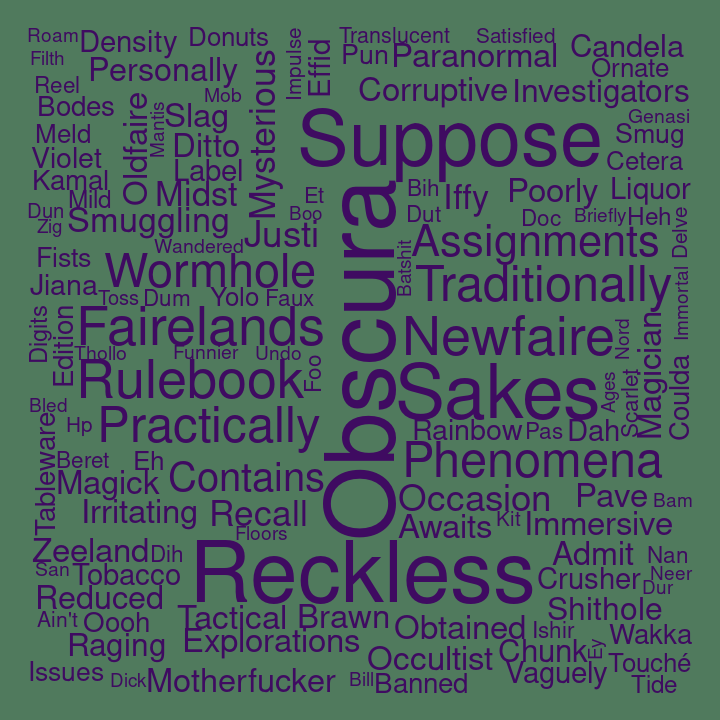 Roam
Density
Donuts
Impulse
Effid
Translucent
Satisfied
Candela
Filth
Personally
Mysterious
Pun
Paranormal
Ornate
Reel
Mob
Corruptive
Investigators
Bodes
Oldfaire
Mantis
Slag
Suppose
Genasi
Meld
Ditto
Smug
Violet
Label
Cetera
Kamal
Midst
Et
Obscura
Bih
Iffy
Poorly
Liquor
Mild
Dun
Zig
Smuggling
Boo
Dut
Doc
Briefly
Heh
Delve
Justi
Wandered
Batshit
Assignments
Fists
Wormhole
Traditionally
Immortal
Jiana
Toss
Dum
Yolo
Faux
Digits
Edition
Fairelands
Newfaire
Nord
Magician
Thollo
Funnier
Undo
Foo
Rulebook
Sakes
Ages
Scarlet
Coulda
Bled
Hp
Practically
Rainbow
Pas
Dah
Tableware
Beret
Eh
Contains
Phenomena
Magick
Occasion
Pave
Bam
Irritating
Recall
Floors
Awaits
Kit
Immersive
Zeeland
Dih
Reckless
Admit
Nan
San
Tobacco
Crusher
Neer
Dur
Reduced
Shithole
Ain't
Oooh
Tactical
Brawn
Obtained
Ishir
Wakka
Raging
Explorations
Occultist
Chunk
Ey
Touché
Issues
Dick
Motherfucker
Bill
Banned
Vaguely
Tide